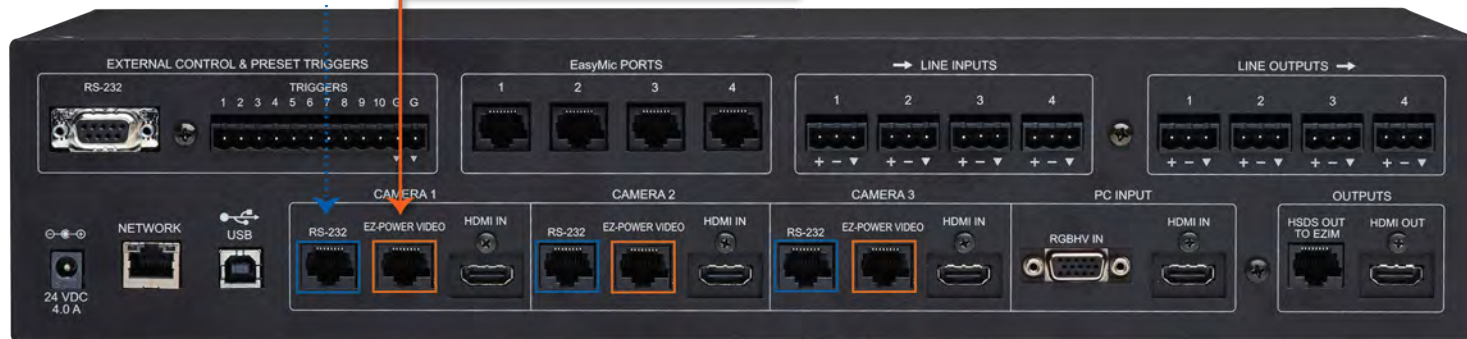 EXTERNAL CONTROL & PRESET TRIGGERS
RS-232
TRIGGERS
1 2 3 4 5 6 7 8 9 10 G G
EasyMic PORTS
1 2 3 4
→ LINE INPUTS
1 2 3 4
+ − ▼ + − ▼ + − ▼ + − ▼
LINE OUTPUTS →
1 2 3 4
+ − ▼ + − ▼ + − ▼ + − ▼
24 VDC
4.0 A
NETWORK
USB
CAMERA 1
RS-232 EZ-POWER VIDEO HDMI IN
CAMERA 2
RS-232 EZ-POWER VIDEO HDMI IN
CAMERA 3
RS-232 EZ-POWER VIDEO HDMI IN
PC INPUT
RGBHV IN HDMI IN
OUTPUTS
HSDS OUT
TO EZIM
HDMI OUT